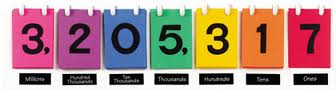 3, 2 0 5, 3 1 7
Millions Hundred Thousands Ten Thousands Thousands Hundreds Tens Ones